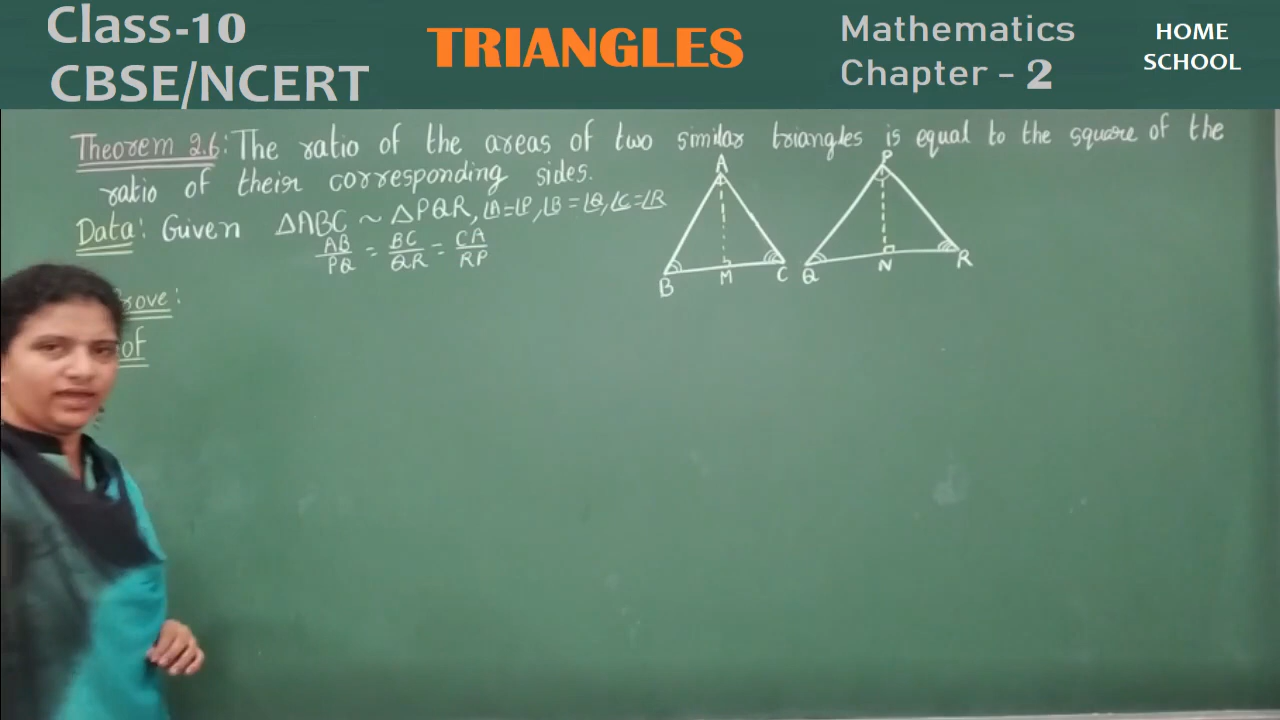 Class-10
CBSE/NCERT
TRIANGLES
Mathematics
Chapter - 2
HOME
SCHOOL
Theorem 2.6: The ratio of the areas of two similar triangles is equal to the square of the
ratio of their corresponding sides.
Data: Given ΔABC ~ ΔPQR, ∠A=∠P, ∠B=∠Q, ∠C=∠R
AB/PQ = BC/QR = CA/RP
A
B M C
P
Q N R